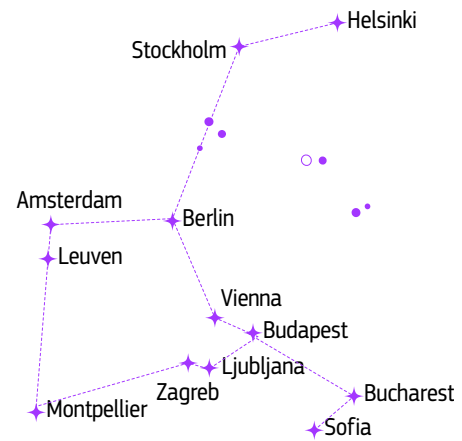 Helsinki
Stockholm
Amsterdam
Berlin
Leuven
Vienna
Budapest
Ljubljana
Zagreb
Bucharest
Montpellier
Sofia